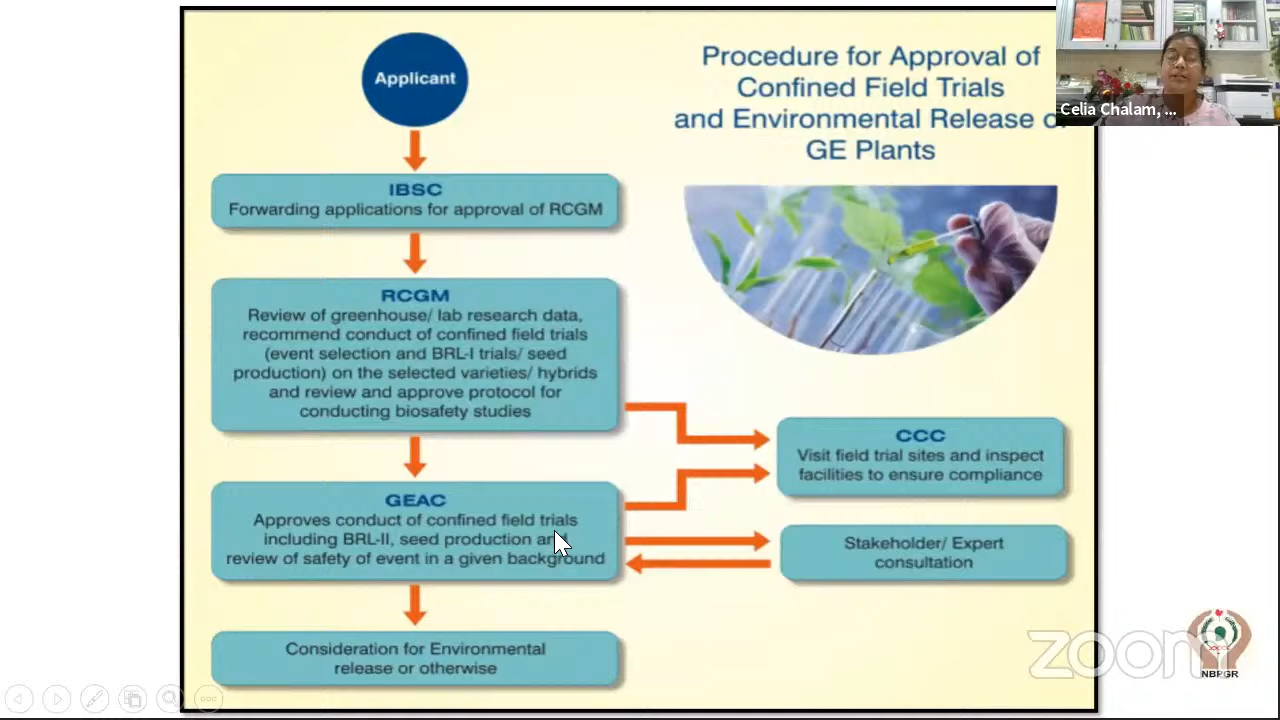 Applicant
Procedure for Approval of
Confined Field Trials
and Environmental Release of
GE Plants
Celia Chalam, ...
IBSC
Forwarding applications for approval of RCGM
RCGM
Review of greenhouse/ lab research data,
recommend conduct of confined field trials
(event selection and BRL-I trials/ seed
production) on the selected varieties/ hybrids
and review and approve protocol for
conducting biosafety studies
CCC
Visit field trial sites and inspect
facilities to ensure compliance
GEAC
Approves conduct of confined field trials
including BRL-II, seed production and
review of safety of event in a given background
Stakeholder/ Expert
consultation
Consideration for Environmental
release or otherwise
zoom
NBPGR